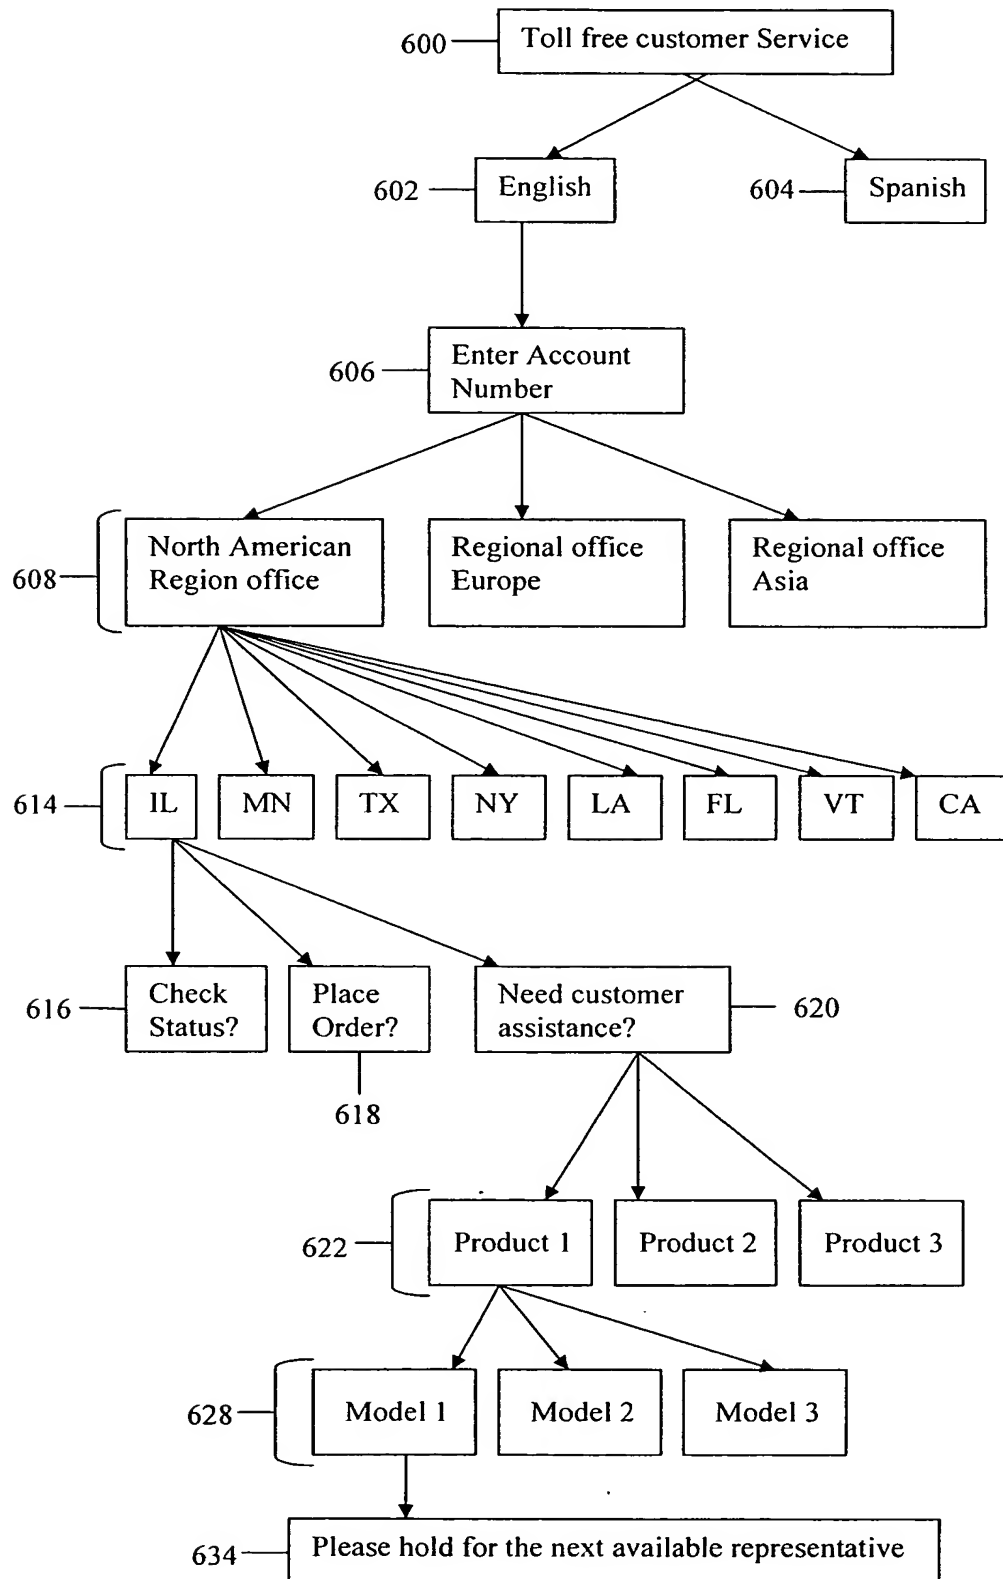 600
Toll free customer Service
602
English
604
Spanish
606
Enter Account
Number
608
North American
Region office
Regional office
Europe
Regional office
Asia
614
IL
MN
TX
NY
LA
FL
VT
CA
616
Check
Status?
Place
Order?
618
Need customer
assistance?
620
622
Product 1
Product 2
Product 3
628
Model 1
Model 2
Model 3
634
Please hold for the next available representative